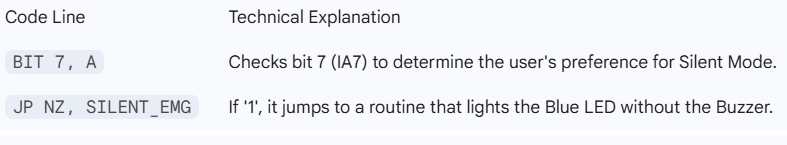 Code Line Technical Explanation
BIT 7, A Checks bit 7 (IA7) to determine the user's preference for Silent Mode.
JP NZ, SILENT_EMG If '1', it jumps to a routine that lights the Blue LED without the Buzzer.